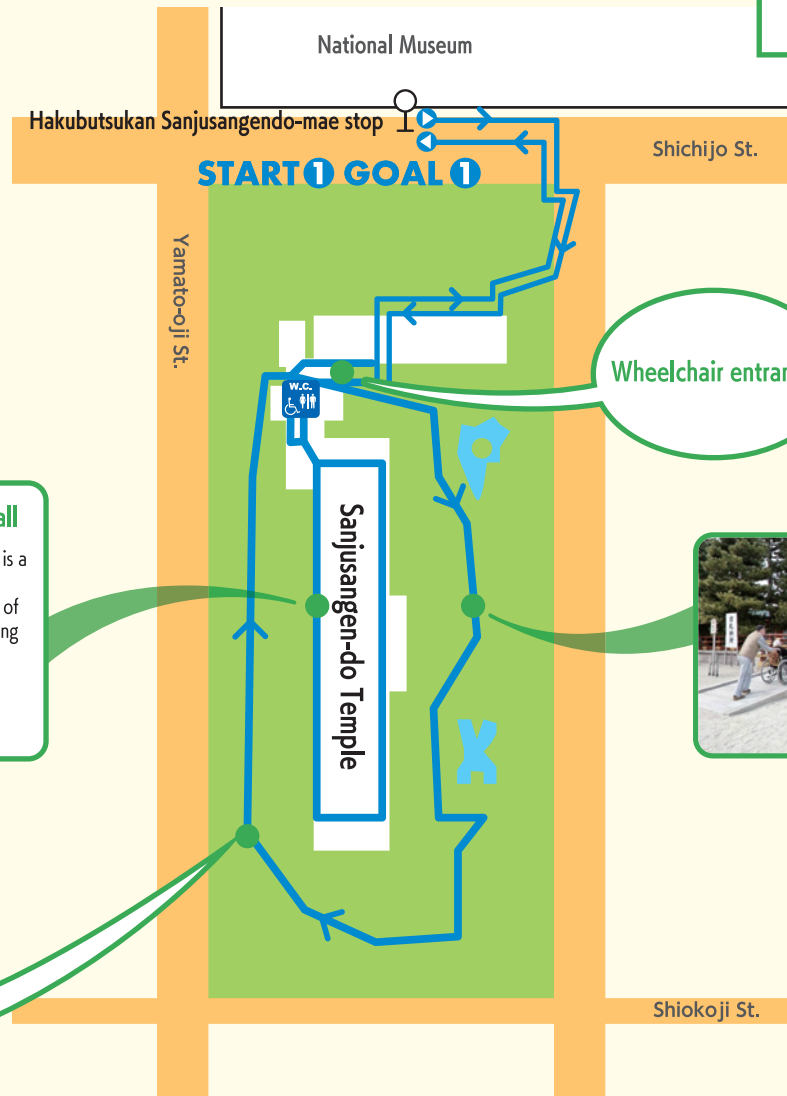 National Museum
Hakubutsukan Sanjusangendo-mae stop
START 1 GOAL 1
Shichijo St.
Yamato-oji St.
Wheelchair
W.C.
all
is a
of
ng
Sanjusangen-do Temple
Shiokoji St.